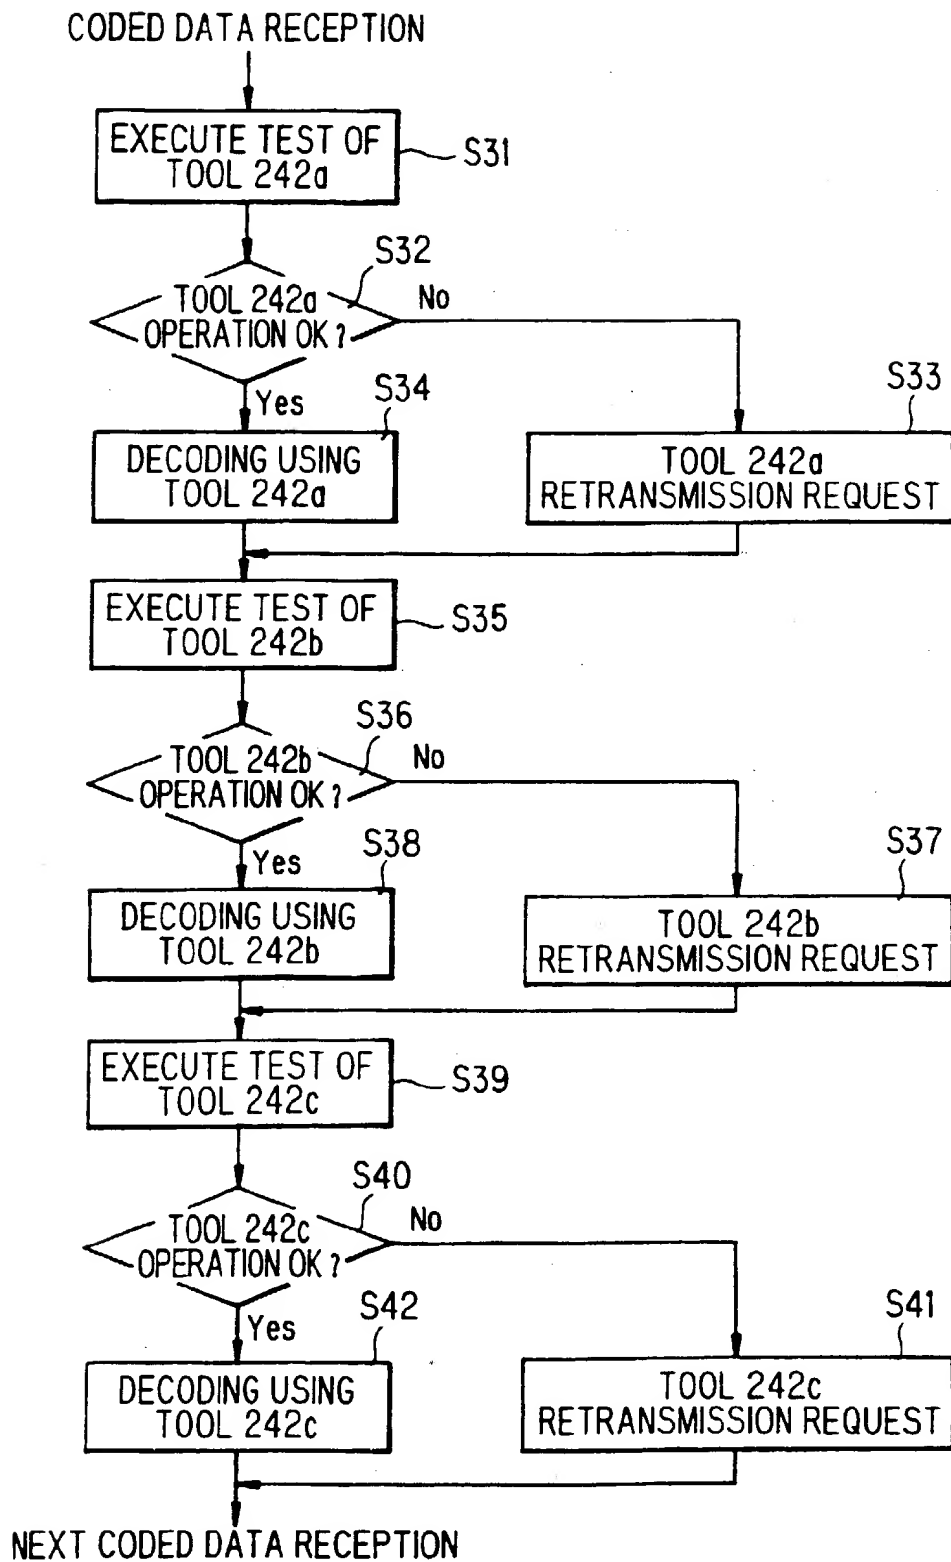 CODED DATA RECEPTION
EXECUTE TEST OF
TOOL 242a
S31
S32
TOOL 242a
OPERATION OK ?
No
Yes
S34
S33
DECODING USING
TOOL 242a
TOOL 242a
RETRANSMISSION REQUEST
EXECUTE TEST OF
TOOL 242b
S35
S36
TOOL 242b
OPERATION OK ?
No
Yes
S38
S37
DECODING USING
TOOL 242b
TOOL 242b
RETRANSMISSION REQUEST
EXECUTE TEST OF
TOOL 242c
S39
S40
TOOL 242c
OPERATION OK ?
No
Yes
S42
S41
DECODING USING
TOOL 242c
TOOL 242c
RETRANSMISSION REQUEST
NEXT CODED DATA RECEPTION